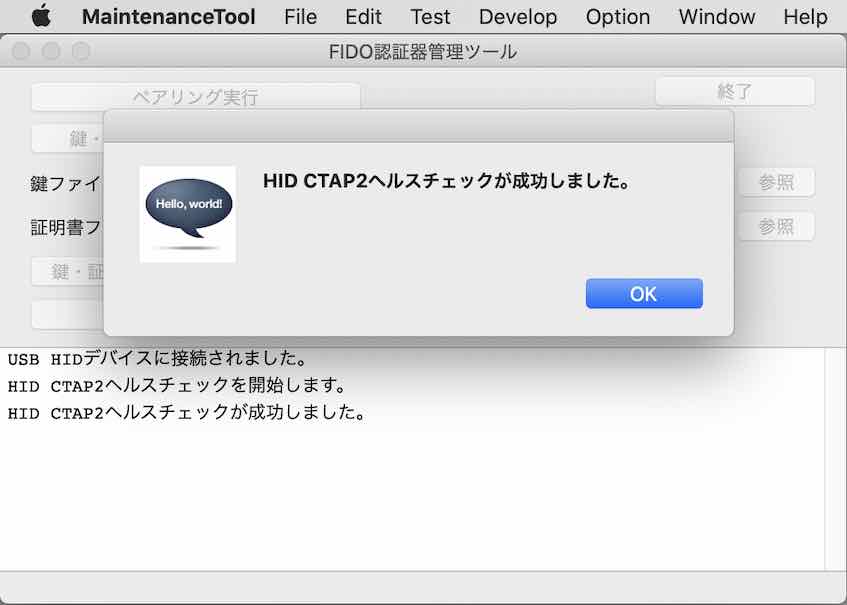 MaintenanceTool File Edit Test Develop Option Window Help
FIDO認証器管理ツール
ペアリング実行
終了
鍵・
HID CTAP2ヘルスチェックが成功しました。
Hello, world!
鍵ファイ
参照
証明書フ
参照
鍵・証
OK
USB HIDデバイスに接続されました。
HID CTAP2ヘルスチェックを開始します。
HID CTAP2ヘルスチェックが成功しました。